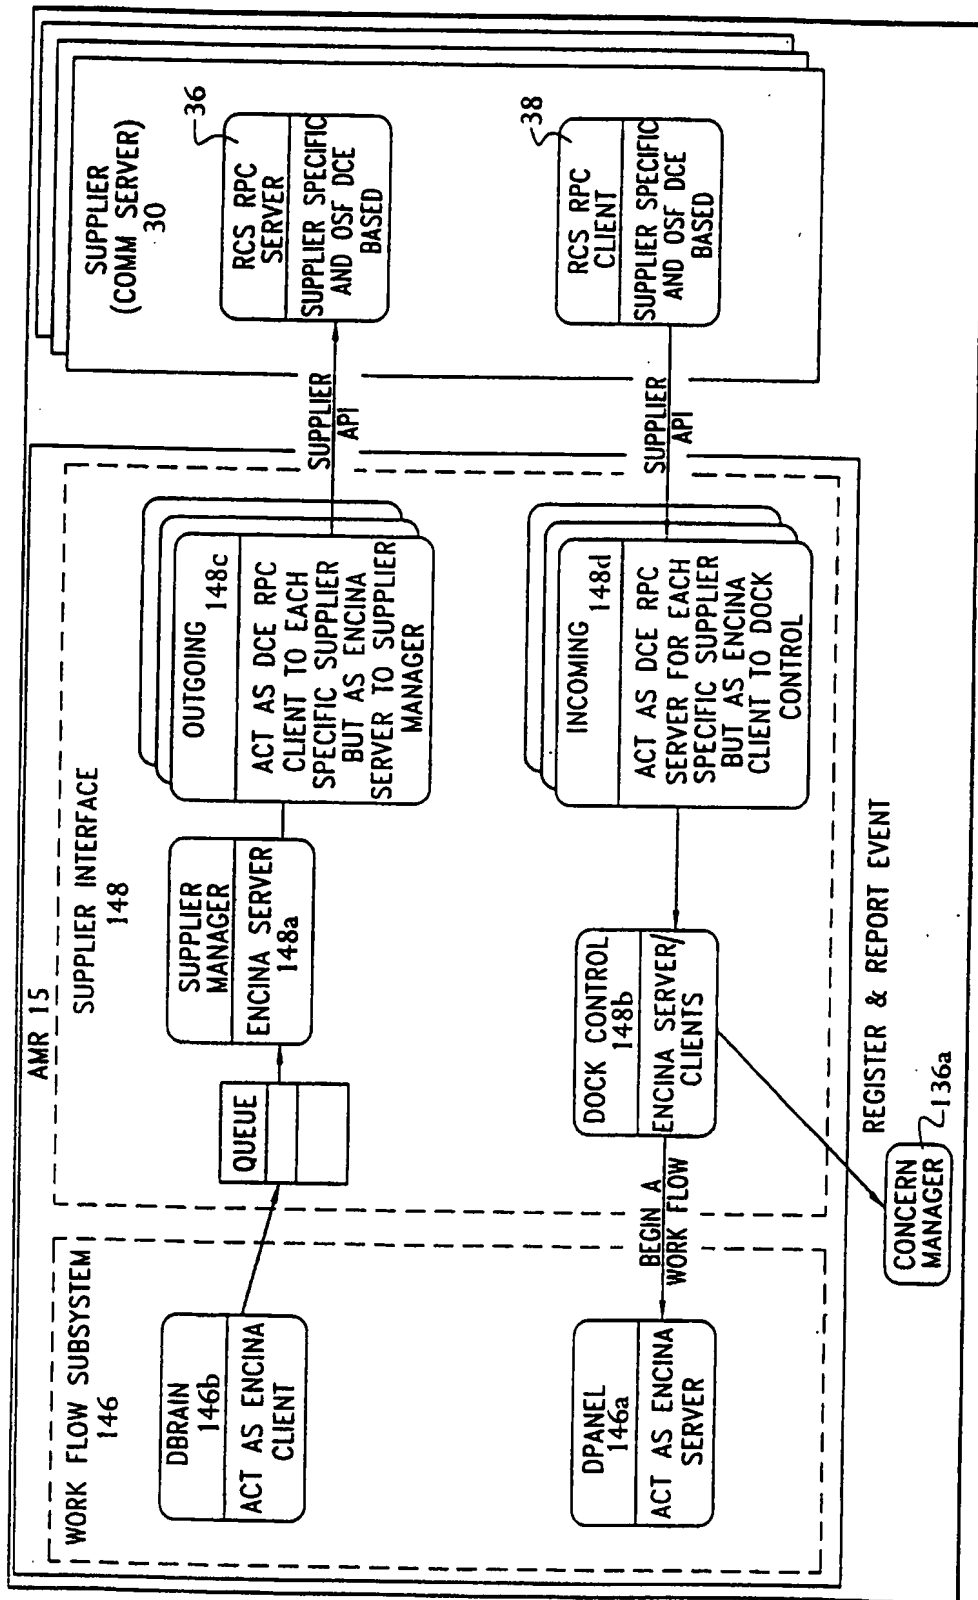 AMR 15
WORK FLOW SUBSYSTEM
146
DBRAIN
146b
ACT AS ENCINA
CLIENT
DPANEL
146a
ACT AS ENCINA
SERVER
SUPPLIER INTERFACE
148
QUEUE
SUPPLIER
MANAGER
ENCINA SERVER
148a
OUTGOING
148c
ACT AS DCE RPC
CLIENT TO EACH
SPECIFIC SUPPLIER
BUT AS ENCINA
SERVER TO SUPPLIER
MANAGER
BEGIN A
WORK FLOW
DOCK CONTROL
148b
ENCINA SERVER/
CLIENTS
INCOMING
148d
ACT AS DCE RPC
SERVER FOR EACH
SPECIFIC SUPPLIER
BUT AS ENCINA
CLIENT TO DOCK
CONTROL
SUPPLIER
API
SUPPLIER
API
SUPPLIER
(COMM SERVER)
30
36
RCS RPC
SERVER
SUPPLIER SPECIFIC
AND OSF DCE
BASED
38
RCS RPC
CLIENT
SUPPLIER SPECIFIC
AND OSF DCE
BASED
REGISTER & REPORT EVENT
CONCERN
MANAGER
136a